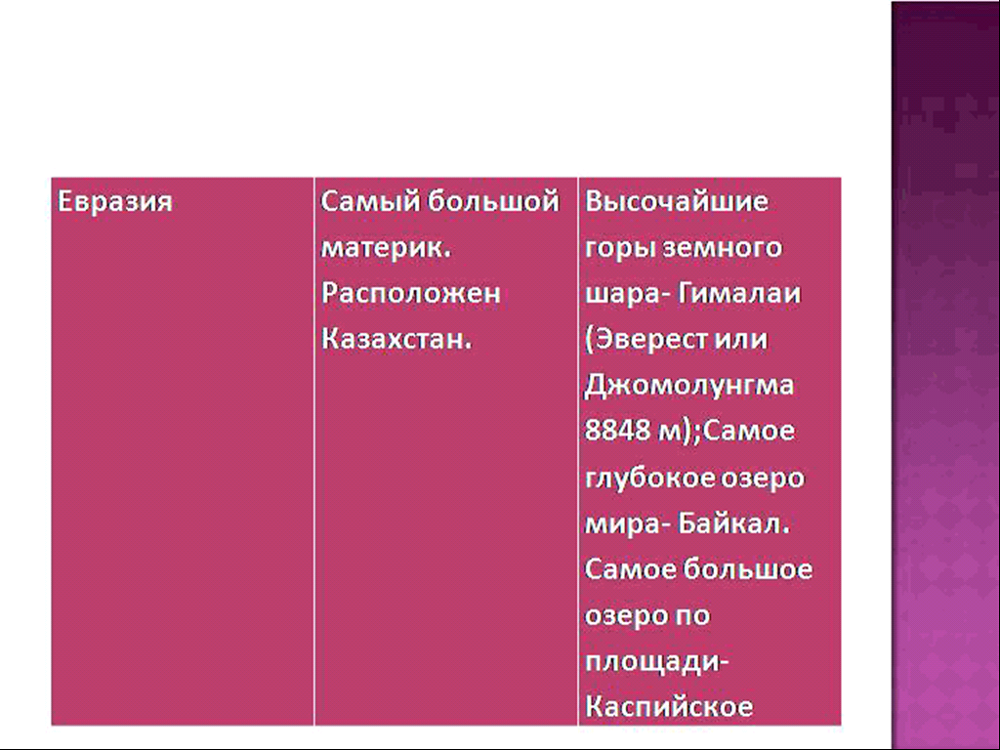 Евразия
Самый большой
материк.
Расположен
Казахстан.
Высочайшие
горы земного
шара- Гималаи
(Эверест или
Джомолунгма
8848 м);Самое
глубокое озеро
мира- Байкал.
Самое большое
озеро по
площади-
Каспийское